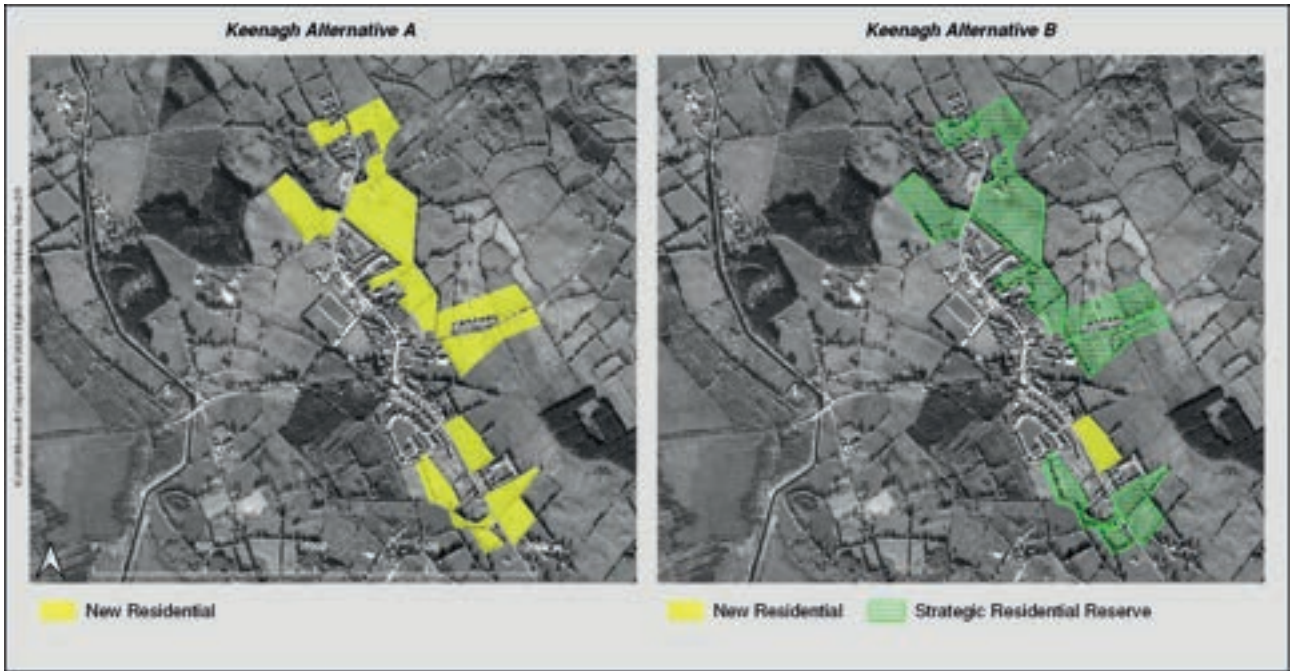 Keenagh Alternative A
Keenagh Alternative B
New Residential
New Residential
Strategic Residential Reserve